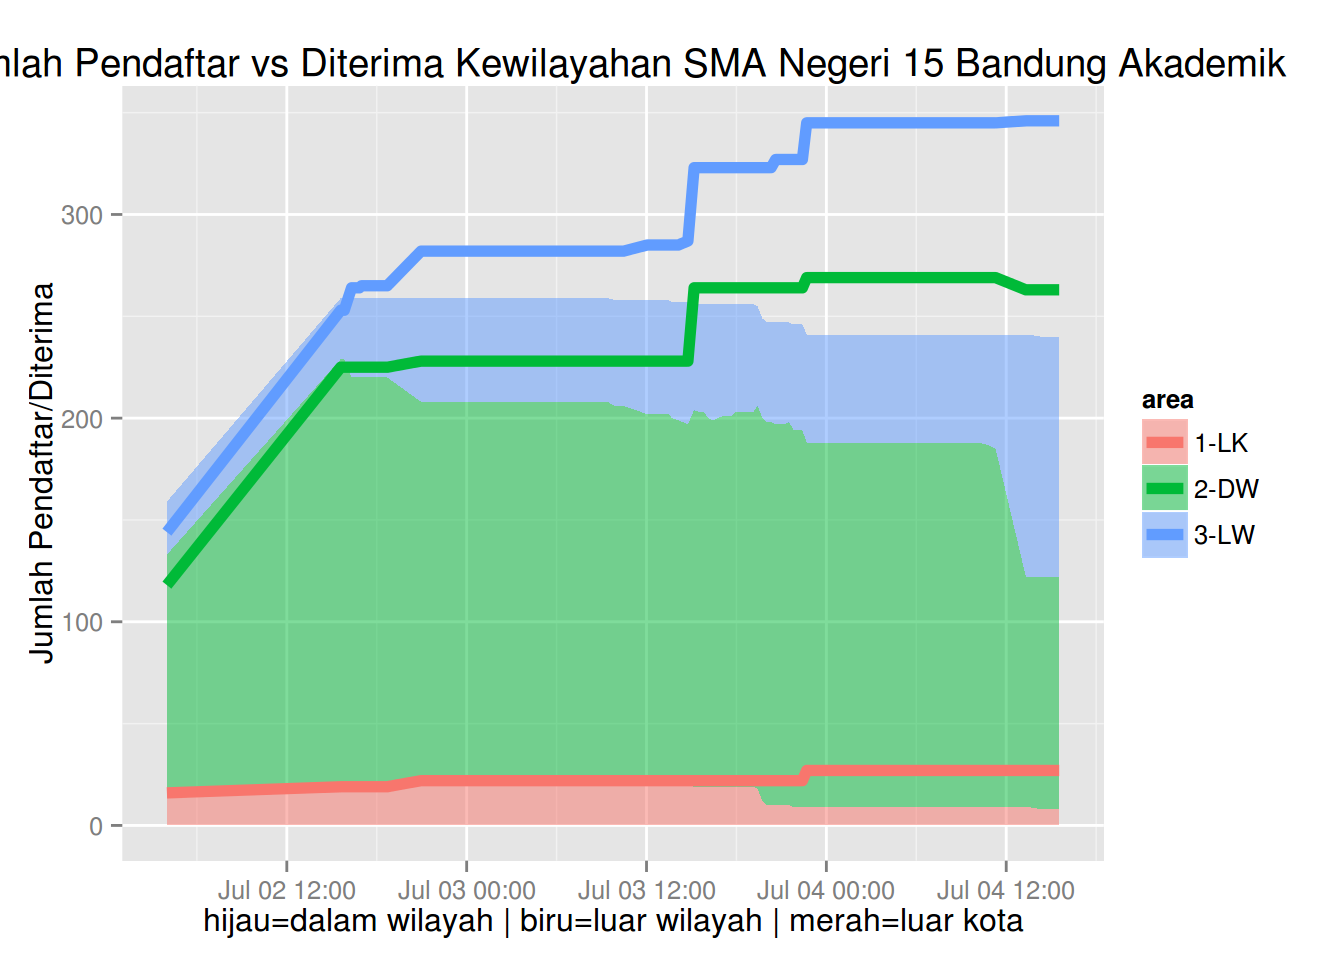 mlah Pendaftar vs Diterima Kewilayahan SMA Negeri 15 Bandung Akademik
Jumlah Pendaftar/Diterima
300
200
100
0
Jul 02 12:00
Jul 03 00:00
Jul 03 12:00
Jul 04 00:00
Jul 04 12:00
hijau=dalam wilayah | biru=luar wilayah | merah=luar kota
area
1-LK
2-DW
3-LW